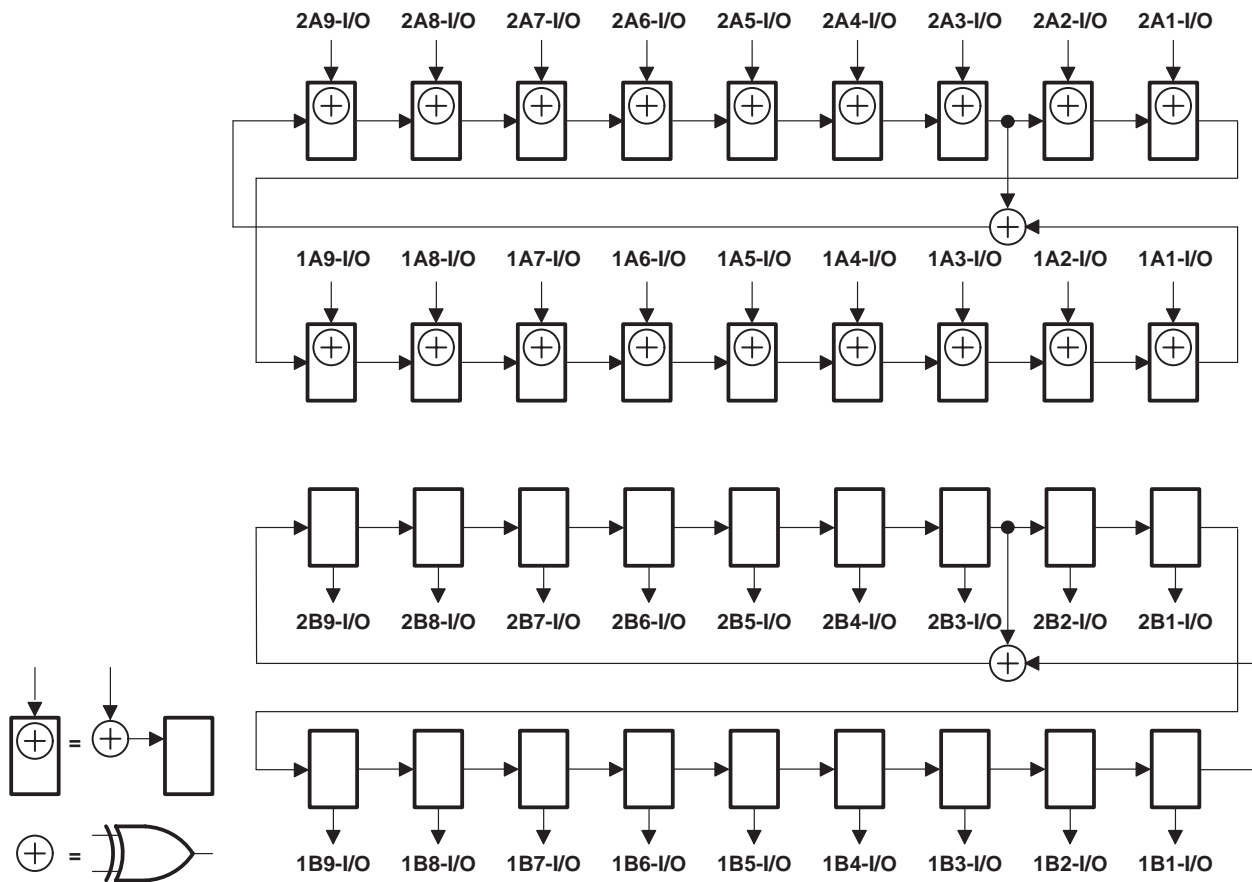 2A9-I/O 2A8-I/O 2A7-I/O 2A6-I/O 2A5-I/O 2A4-I/O 2A3-I/O 2A2-I/O 2A1-I/O
1A9-I/O 1A8-I/O 1A7-I/O 1A6-I/O 1A5-I/O 1A4-I/O 1A3-I/O 1A2-I/O 1A1-I/O
2B9-I/O 2B8-I/O 2B7-I/O 2B6-I/O 2B5-I/O 2B4-I/O 2B3-I/O 2B2-I/O 2B1-I/O
=
=
1B9-I/O 1B8-I/O 1B7-I/O 1B6-I/O 1B5-I/O 1B4-I/O 1B3-I/O 1B2-I/O 1B1-I/O